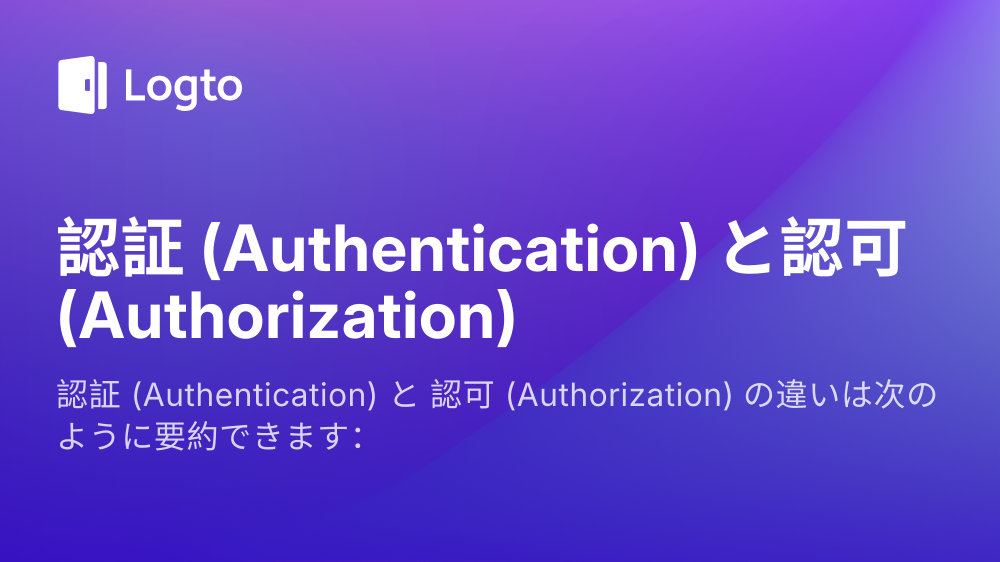 Logto
認証 (Authentication) と認可
(Authorization)
認証 (Authentication) と 認可 (Authorization) の違いは次の
ように要約できます：